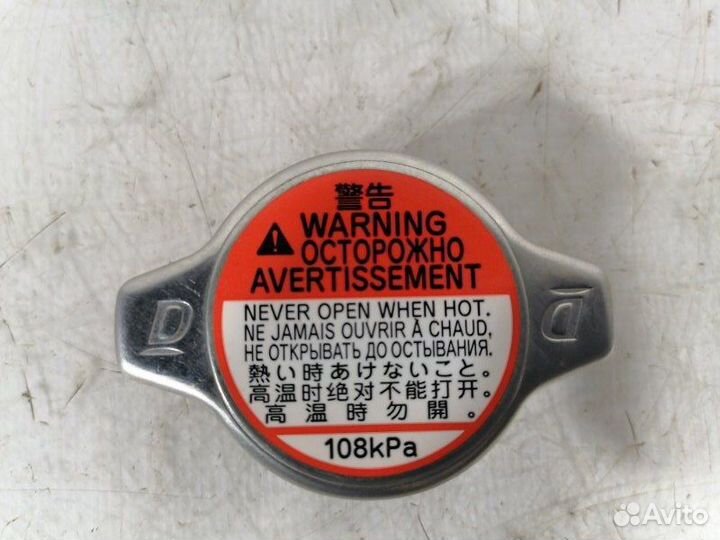 警告
WARNING
ОСТОРОЖНО
AVERTISSEMENT
NEVER OPEN WHEN HOT.
NE JAMAIS OUVRIR À CHAUD,
НЕ ОТКРЫВАТЬ ДО ОСТЫВАНИЯ.
熱い時あけないこと。
高温时绝对不能打开。
高温時勿開。
108kPa
D
D
Avito